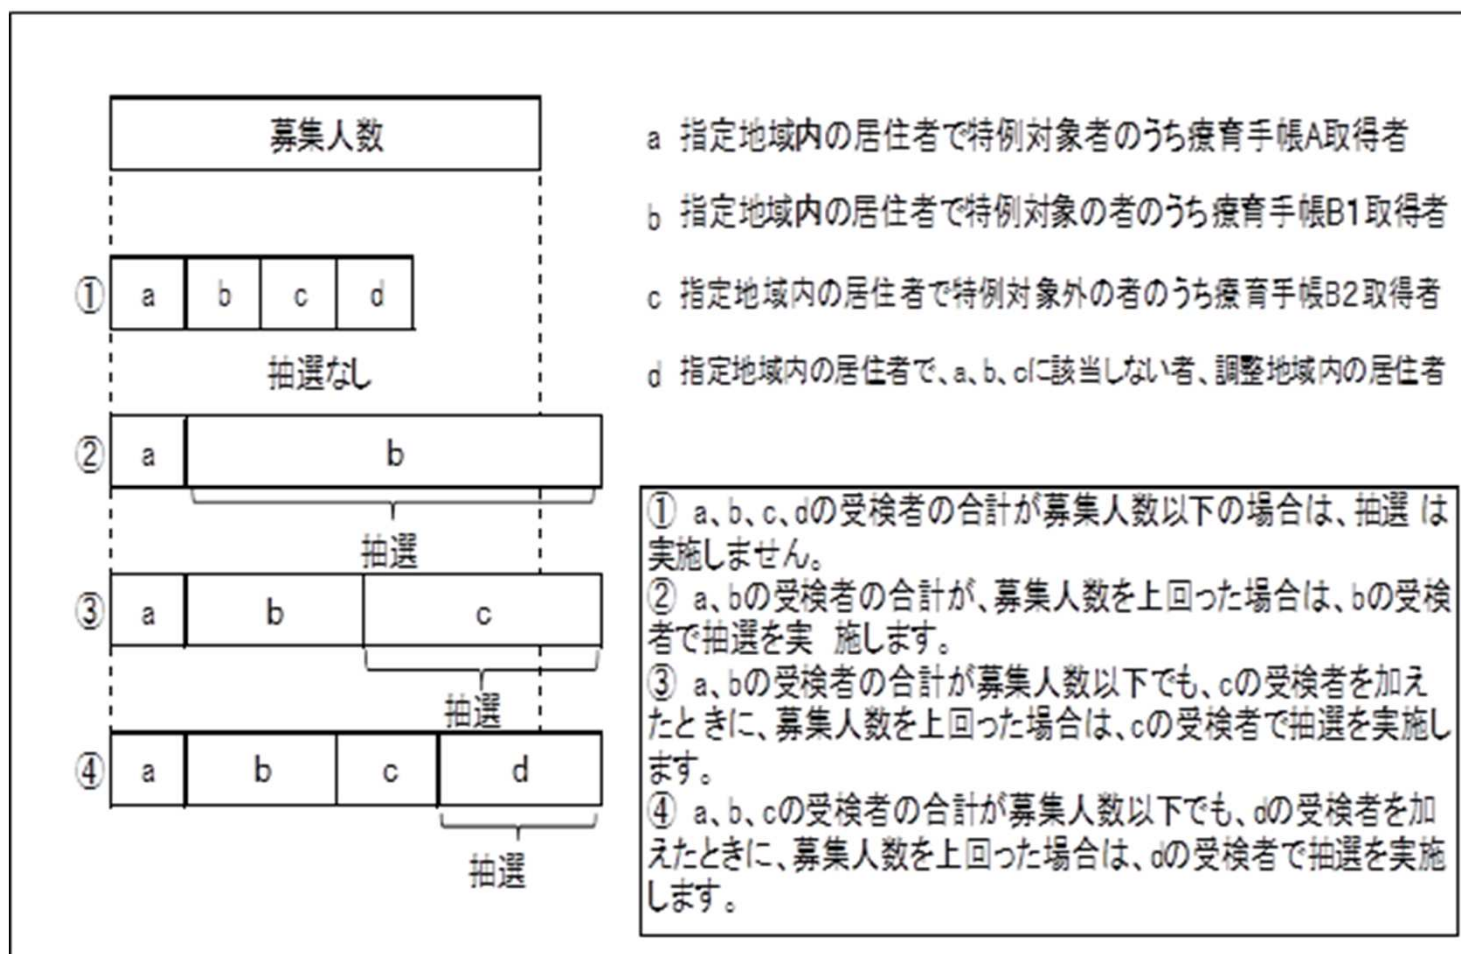 募集人数
a 指定地域内の居住者で特例対象者のうち療育手帳A取得者
b 指定地域内の居住者で特例対象の者のうち療育手帳B1取得者
c 指定地域内の居住者で特例対象外の者のうち療育手帳B2取得者
d 指定地域内の居住者で、a、b、cに該当しない者、調整地域内の居住者
① a b c d
抽選なし
② a b
抽選
③ a b c
抽選
④ a b c d
抽選
① a、b、c、dの受検者の合計が募集人数以下の場合は、抽選 は
実施しません。
② a、bの受検者の合計が、募集人数を上回った場合は、bの受検
者で抽選を実 施します。
③ a、bの受検者の合計が募集人数以下でも、cの受検者を加え
たときに、募集人数を上回った場合は、cの受検者で抽選を実施し
ます。
④ a、b、cの受検者の合計が募集人数以下でも、dの受検者を加
えたときに、募集人数を上回った場合は、dの受検者で抽選を実施
します。